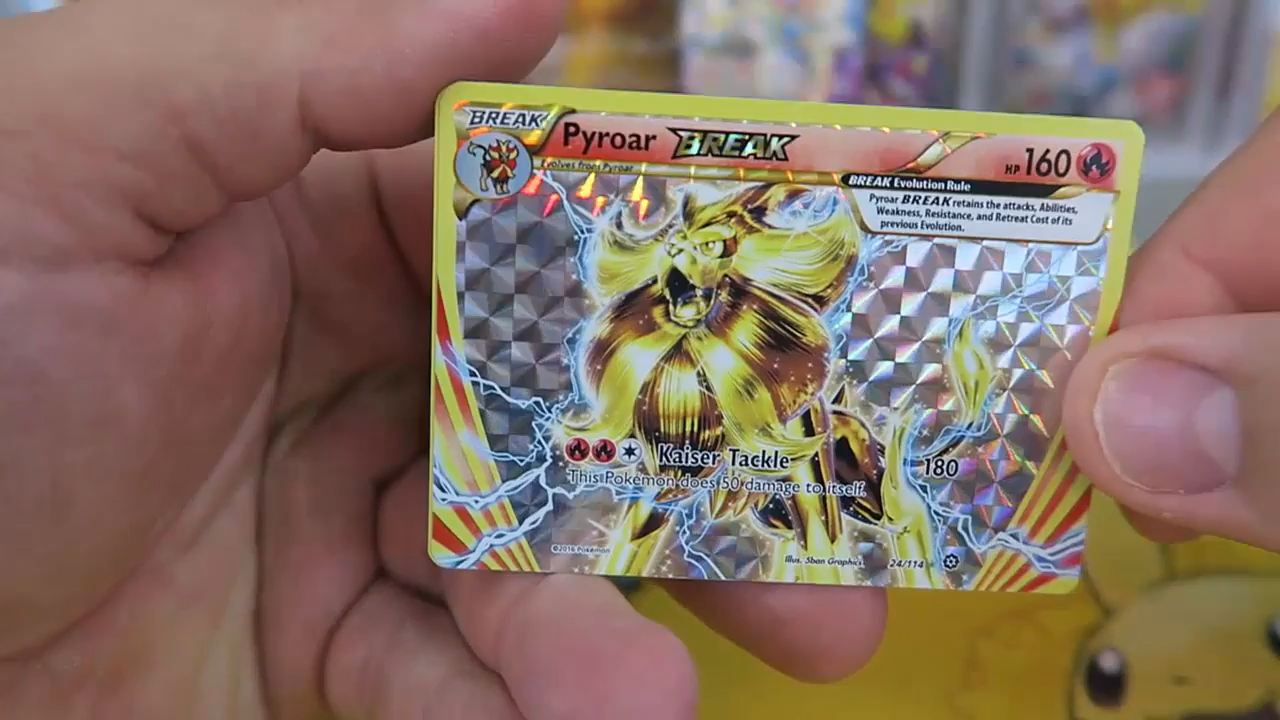 BREAK
Pyroar BREAK
HP 160
Evolves from Pyroar
BREAK Evolution Rule
Pyroar BREAK retains the attacks, Abilities,
Weakness, Resistance, and Retreat Cost of its
previous Evolution.
Kaiser Tackle 180
This Pokémon does 50 damage to itself.
©2016 Pokémon
Illus. 5ban Graphics
24/114